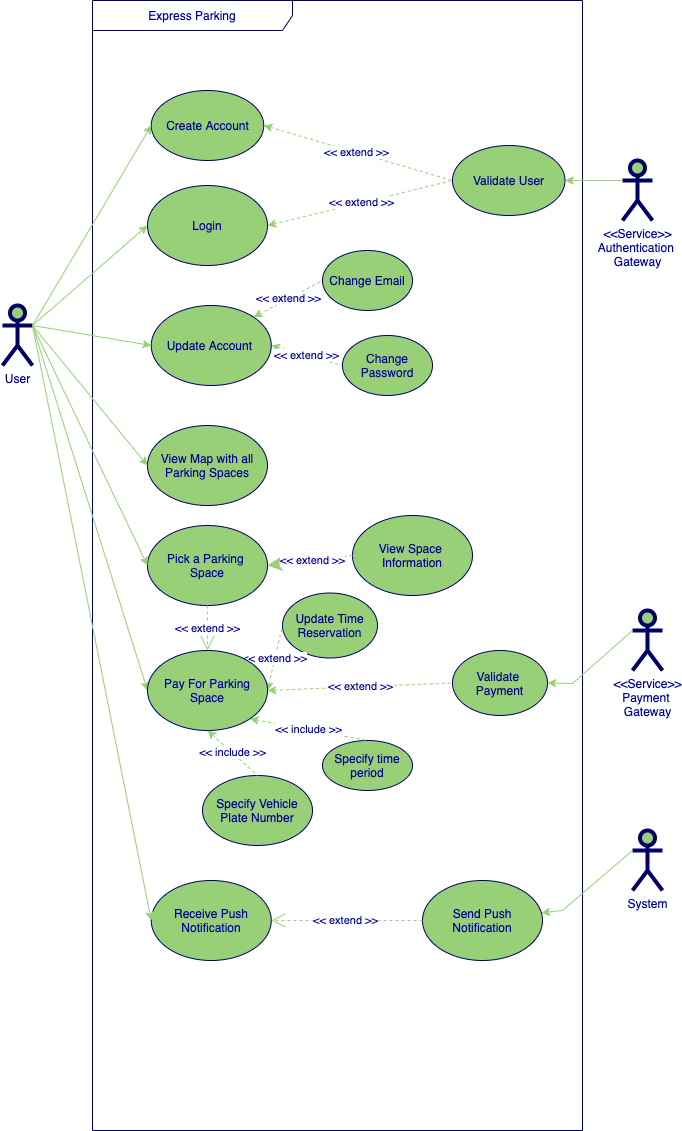 Express Parking
Create Account
<< extend >>
Validate User
<< extend >>
Login
<<Service>>
Authentication
Gateway
Change Email
<< extend >>
Update Account
<< extend >>
Change
Password
User
View Map with all
Parking Spaces
Pick a Parking
Space
<< extend >>
View Space
Information
<< extend >>
Update Time
Reservation
<< extend >>
Pay For Parking
Space
<< extend >>
Validate
Payment
<<Service>>
Payment
Gateway
<< include >>
<< include >>
Specify time
period
Specify Vehicle
Plate Number
Receive Push
Notification
<< extend >>
Send Push
Notification
System